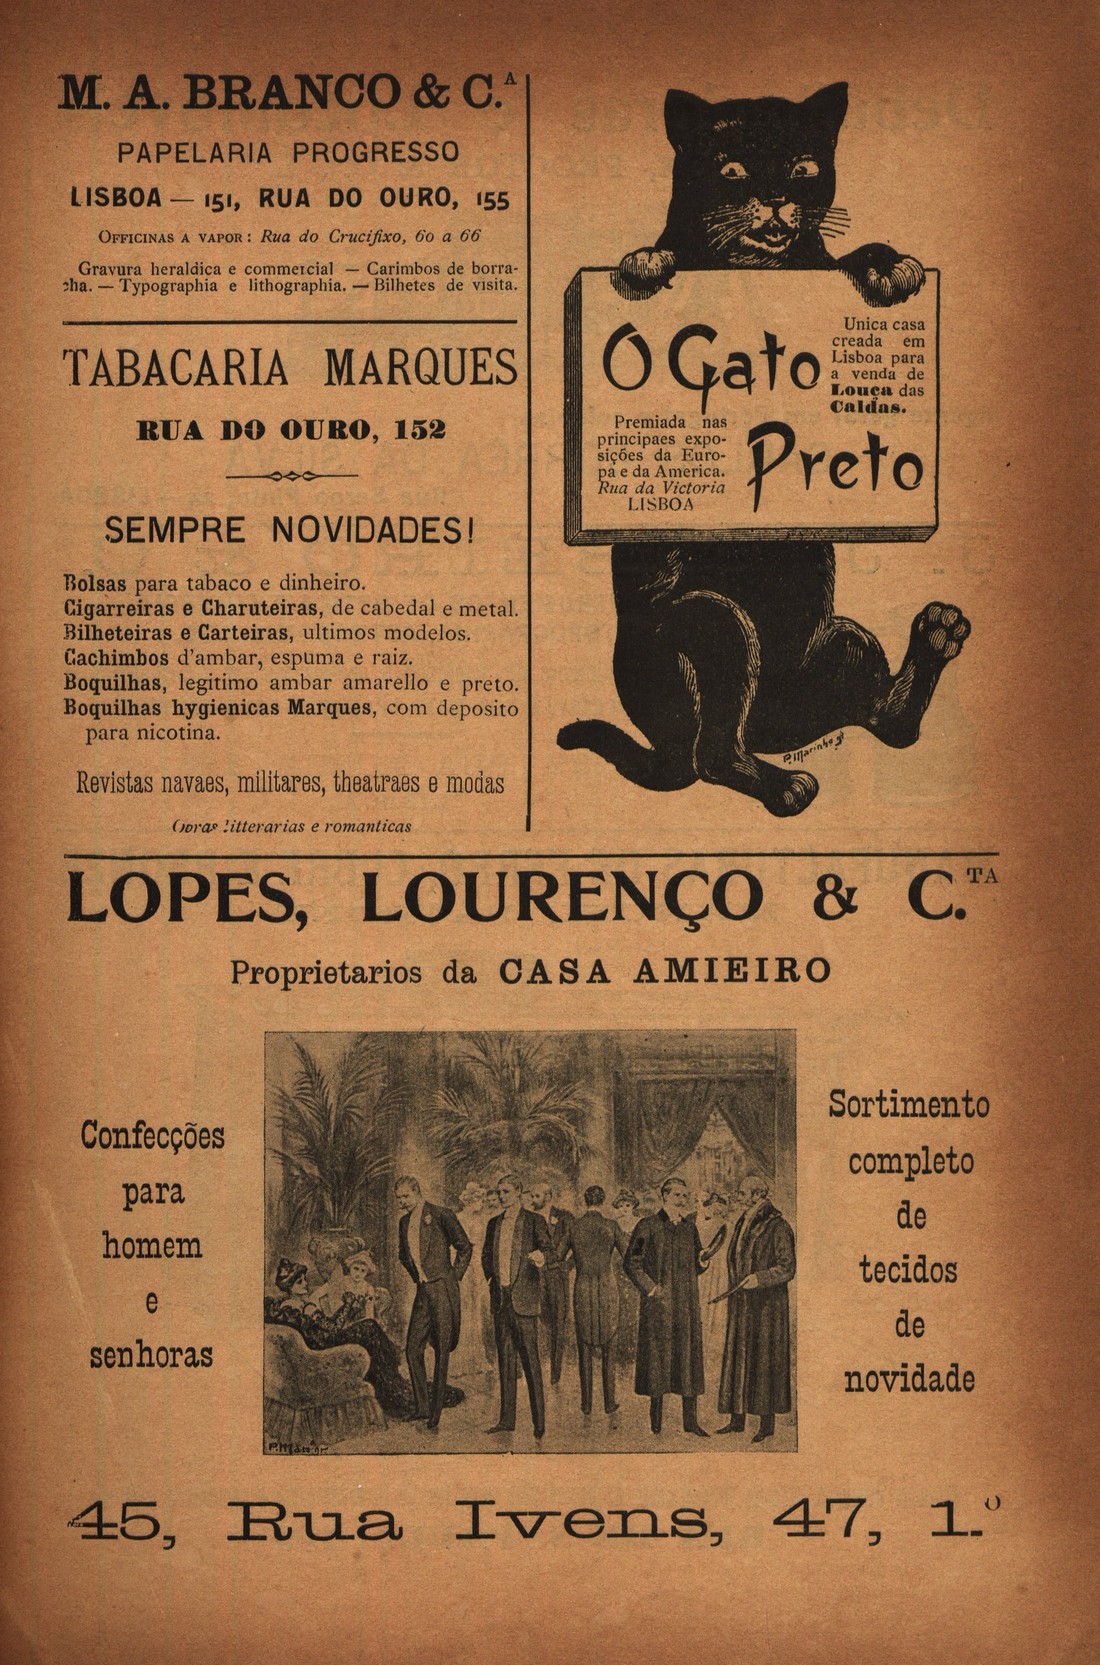 M. A. BRANCO & C.ᴬ
PAPELARIA PROGRESSO
LISBOA — 151, RUA DO OURO, 155
OFFICINAS A VAPOR: Rua do Crucifixo, 60 a 66
Gravura heraldica e commercial — Carimbos de borra-
cha. — Typographia e lithographia. — Bilhetes de visita.
TABACARIA MARQUES
RUA DO OURO, 152
SEMPRE NOVIDADES!
Bolsas para tabaco e dinheiro.
Cigarreiras e Charuteiras, de cabedal e metal.
Bilheteiras e Carteiras, ultimos modelos.
Cachimbos d'ambar, espuma e raiz.
Boquilhas, legitimo ambar amarello e preto.
Boquilhas hygienicas Marques, com deposito
para nicotina.
Revistas navaes, militares, theatraes e modas
Obras litterarias e romanticas
O Gato
Unica casa
creada em
Lisboa para
a venda de
Louça das
Caldas.
Premiada nas
principaes expo-
sições da Euro-
pa e da America.
Rua da Victoria
LISBOA
Preto
P. Marinho gr.
LOPES, LOURENÇO & C.ᵀᴬ
Proprietarios da CASA AMIEIRO
Confecções
para
homem
e
senhoras
Sortimento
completo
de
tecidos
de
novidade
45, Rua Ivens, 47, 1.º